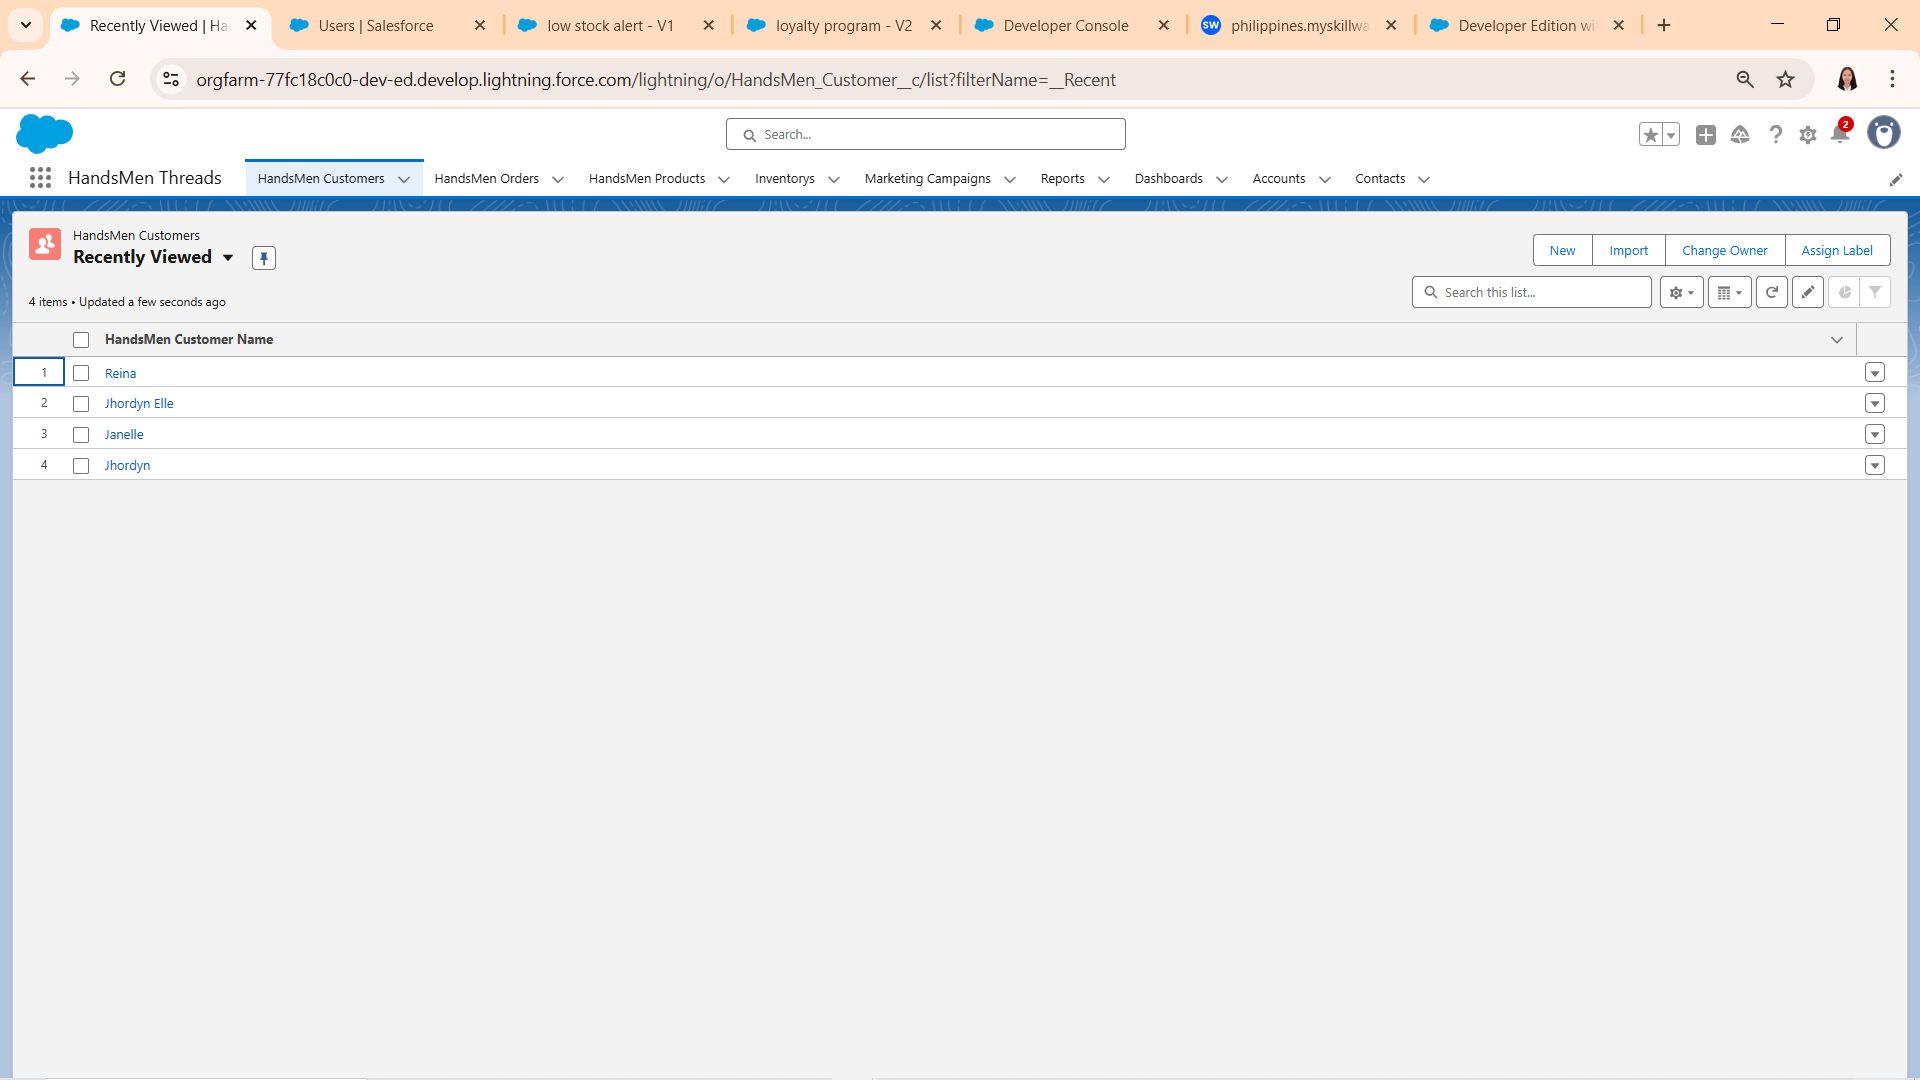 Recently Viewed | Ha
Users | Salesforce
low stock alert - V1
loyalty program - V2
Developer Console
SW
philippines.myskillwa
Developer Edition wi
orgfarm-77fc18c0c0-dev-ed.develop.lightning.force.com/lightning/o/HandsMen_Customer__c/list?filterName=__Recent
Search...
2
HandsMen Threads
HandsMen Customers
HandsMen Orders
HandsMen Products
Inventorys
Marketing Campaigns
Reports
Dashboards
Accounts
Contacts
HandsMen Customers
Recently Viewed
New
Import
Change Owner
Assign Label
4 items • Updated a few seconds ago
Search this list...
HandsMen Customer Name
1 Reina
2 Jhordyn Elle
3 Janelle
4 Jhordyn